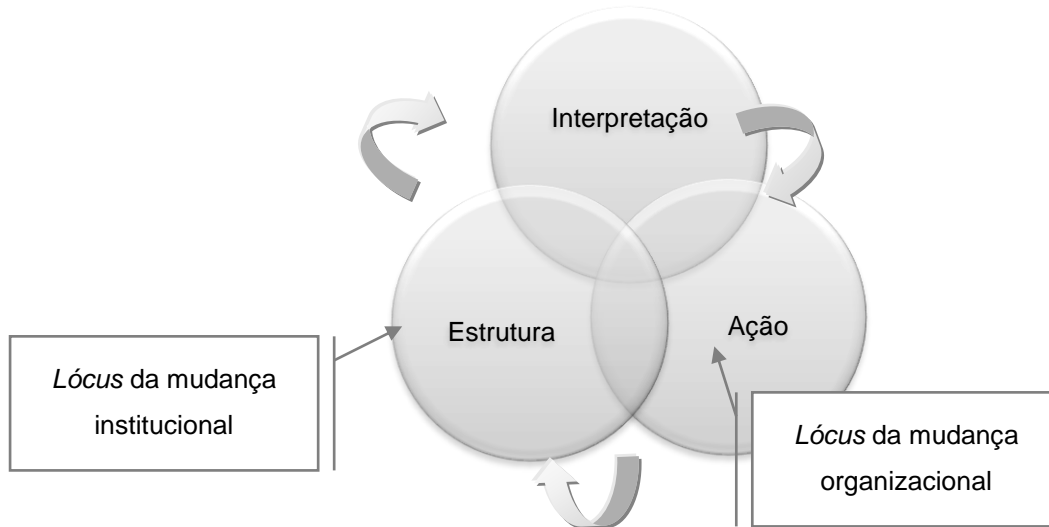 Interpretação
Estrutura
Ação
Lócus da mudança
institucional
Lócus da mudança
organizacional